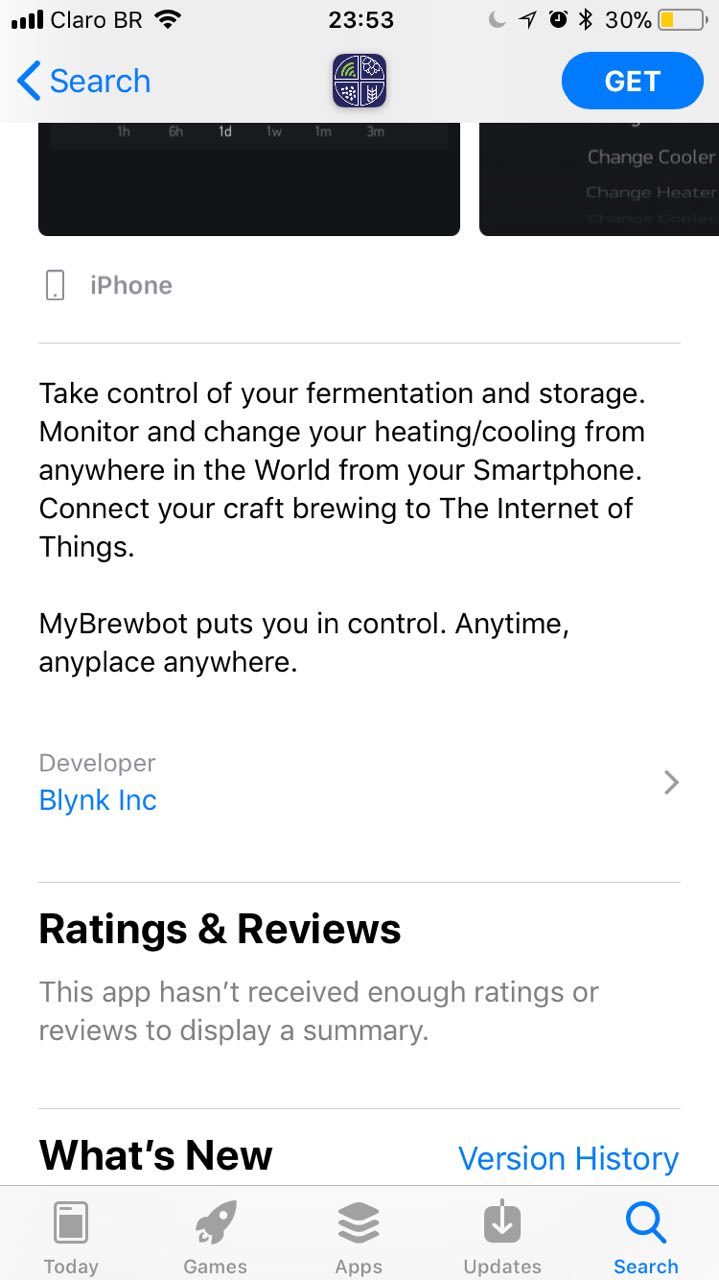 Claro BR 23:53 30%
Search GET
1h 6h 1d 1w 1m 3m
Change Cooler
Change Heater
Change Cooler
iPhone
Take control of your fermentation and storage.
Monitor and change your heating/cooling from
anywhere in the World from your Smartphone.
Connect your craft brewing to The Internet of
Things.
MyBrewbot puts you in control. Anytime,
anyplace anywhere.
Developer
Blynk Inc
Ratings & Reviews
This app hasn’t received enough ratings or
reviews to display a summary.
What’s New Version History
Today Games Apps Updates Search